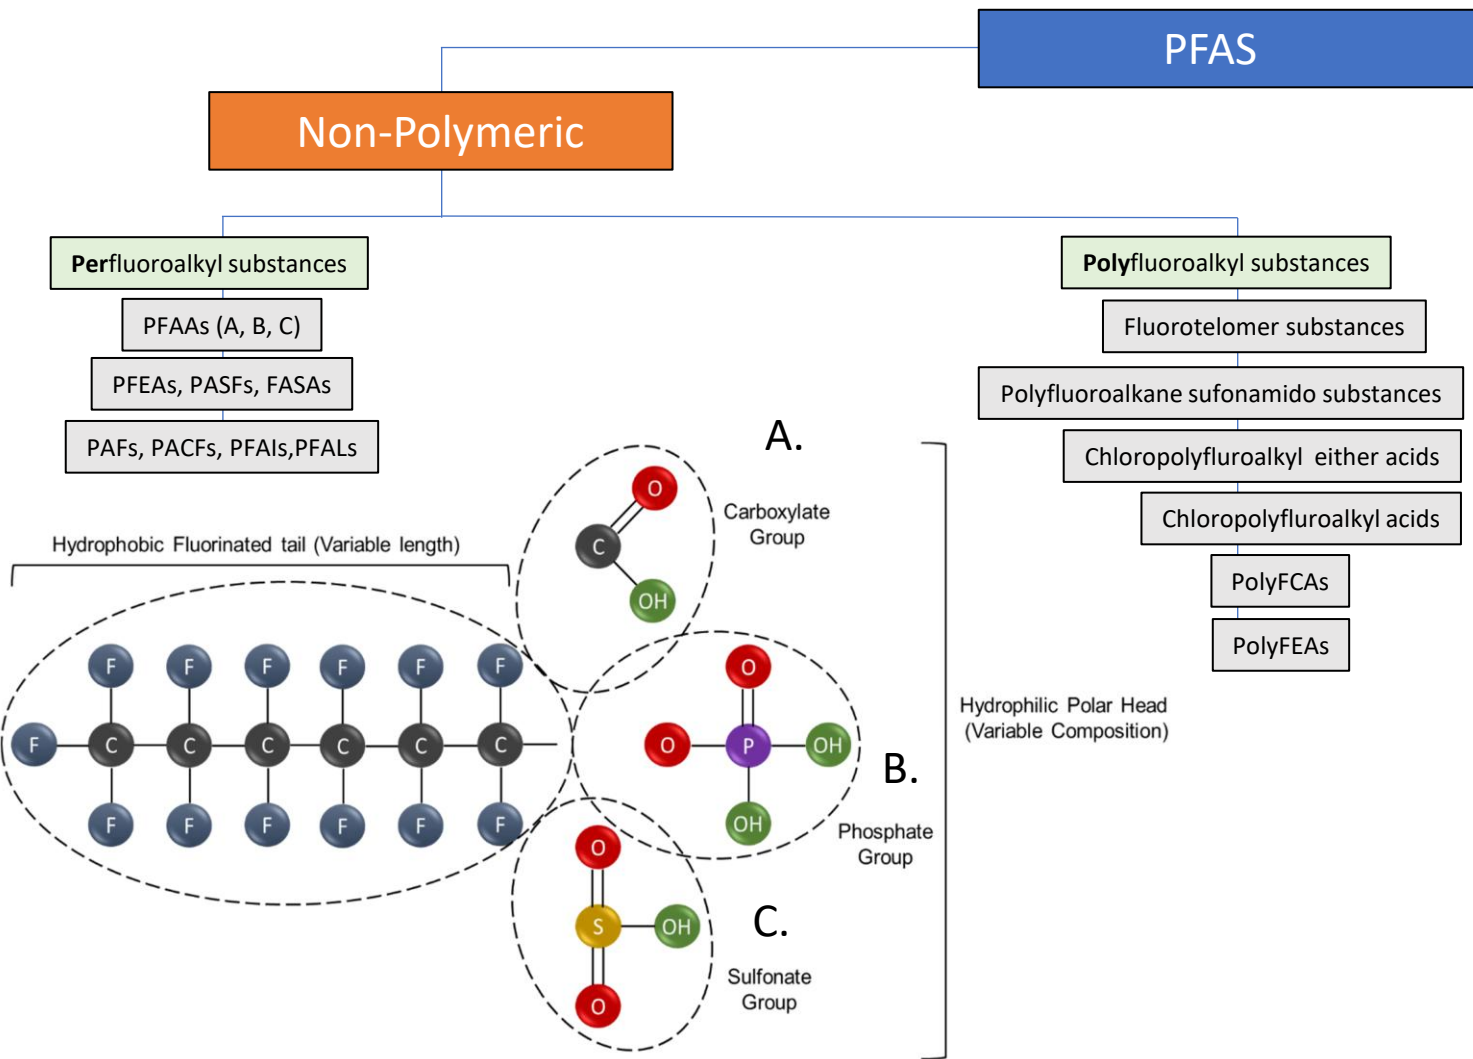 PFAS
Non-Polymeric
Perfluoroalkyl substances
PFAAs (A, B, C)
PFEAs, PASFs, FASAs
PAFs, PACFs, PFAIs,PFALs
Polyfluoroalkyl substances
Fluorotelomer substances
Polyfluoroalkane sufonamido substances
Chloropolyfluroalkyl either acids
Chloropolyfluroalkyl acids
PolyFCAs
PolyFEAs
Hydrophobic Fluorinated tail (Variable length)
F F F F F F
F C C C C C C
F F F F F F
A.
Carboxylate
Group
O
C
OH
B.
Phosphate
Group
O
O P OH
OH
C.
Sulfonate
Group
O
S OH
O
Hydrophilic Polar Head
(Variable Composition)